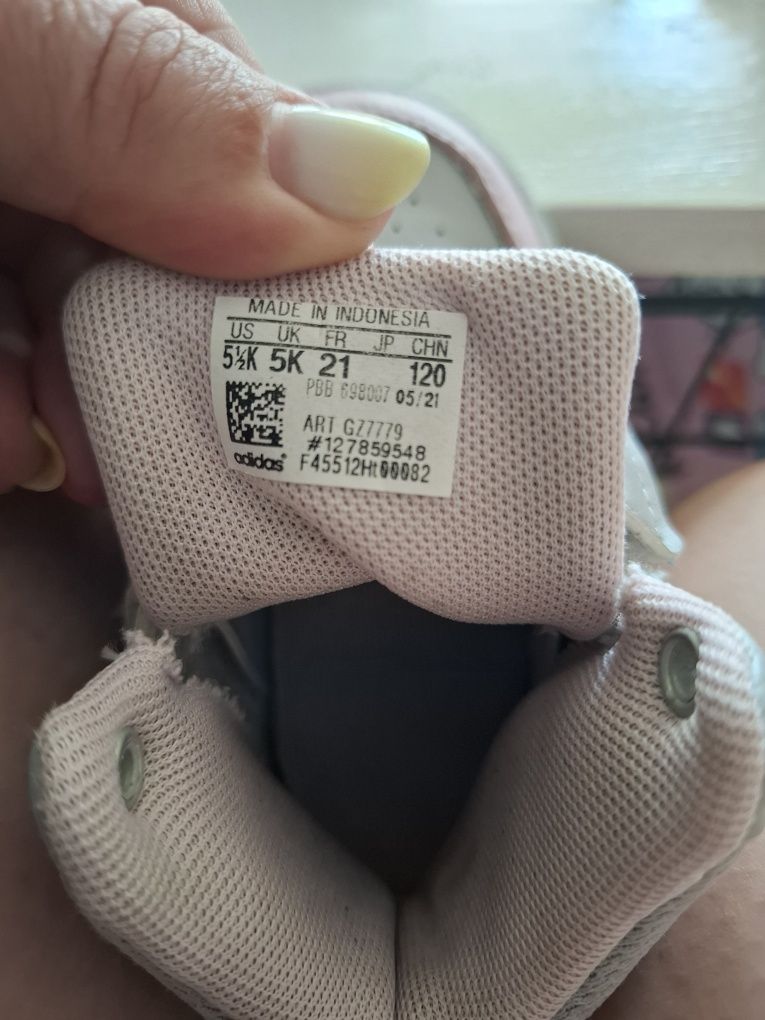 MADE IN INDONESIA
US UK FR JP CHN
5½K 5K 21 120
PBB 698007 05/21
ART G77779
#127859548
adidas F45512Ht00082